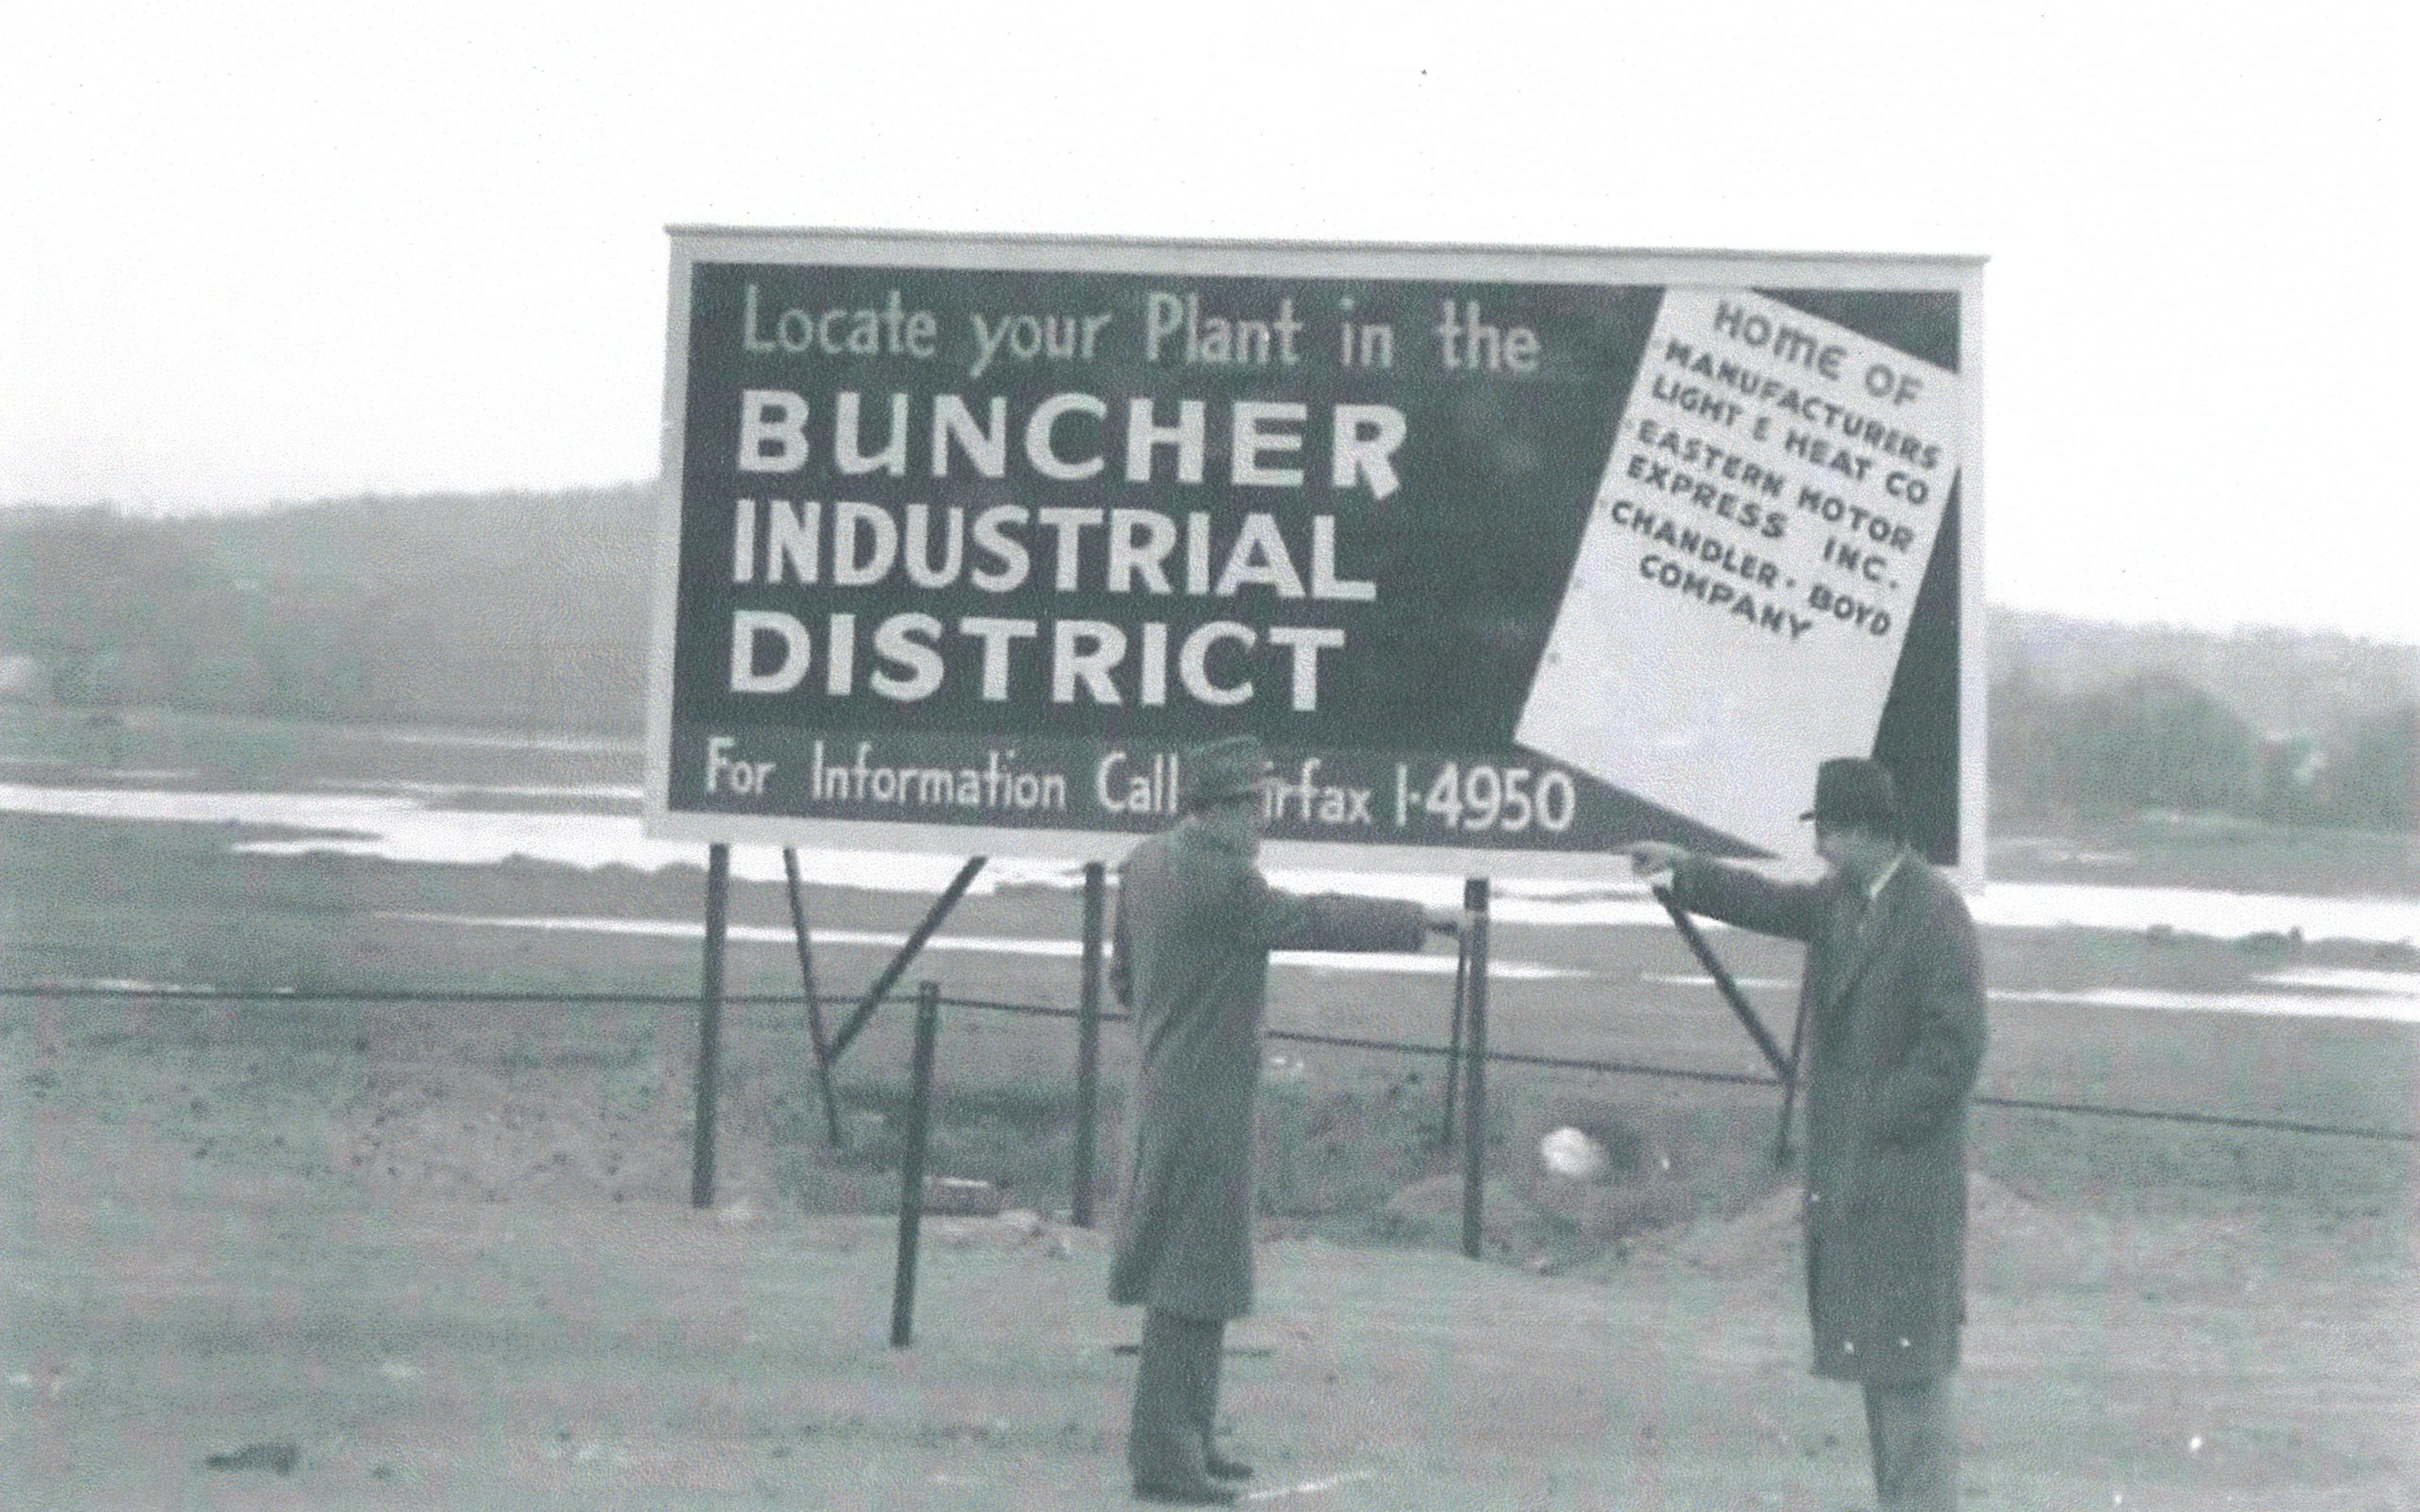 Locate your Plant in the
BUNCHER
INDUSTRIAL
DISTRICT
For Information Call irfax 1-4950
HOME OF
MANUFACTURERS
LIGHT & HEAT CO
EASTERN MOTOR
EXPRESS INC.
CHANDLER-BOYD
COMPANY